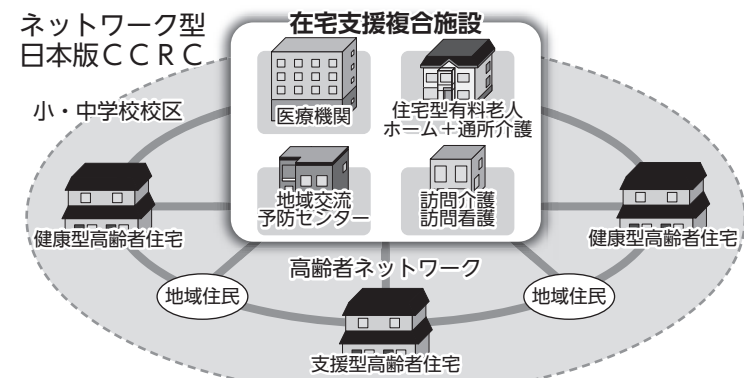 ネットワーク型
日本版ＣＣＲＣ
在宅支援複合施設
医療機関
住宅型有料老人
ホーム＋通所介護
小・中学校校区
地域交流
予防センター
訪問介護
訪問看護
健康型高齢者住宅
健康型高齢者住宅
高齢者ネットワーク
地域住民
地域住民
支援型高齢者住宅